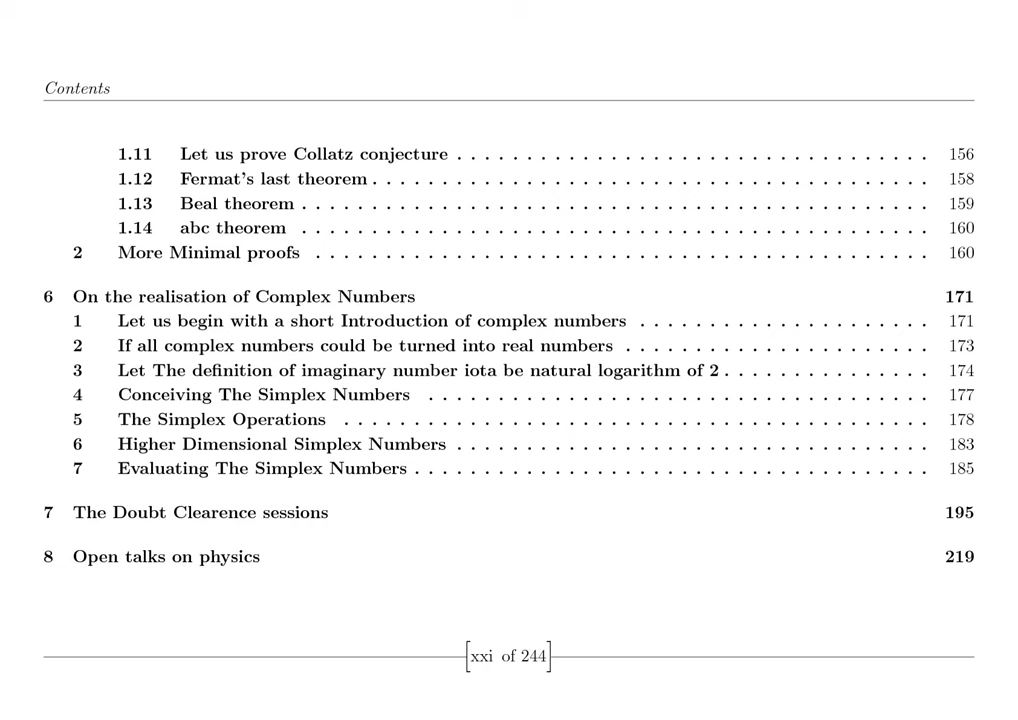 Contents
1.11 Let us prove Collatz conjecture . . . . . . . . . . . . . . . . . . . . . . . . . . . . . . . . . . 156
1.12 Fermat's last theorem . . . . . . . . . . . . . . . . . . . . . . . . . . . . . . . . . . . . . . . . 158
1.13 Beal theorem . . . . . . . . . . . . . . . . . . . . . . . . . . . . . . . . . . . . . . . . . . . . . 159
1.14 abc theorem . . . . . . . . . . . . . . . . . . . . . . . . . . . . . . . . . . . . . . . . . . . . . 160
2 More Minimal proofs . . . . . . . . . . . . . . . . . . . . . . . . . . . . . . . . . . . . . . . . . . . . 160
6 On the realisation of Complex Numbers 171
1 Let us begin with a short Introduction of complex numbers . . . . . . . . . . . . . . . . . . . . . 171
2 If all complex numbers could be turned into real numbers . . . . . . . . . . . . . . . . . . . . . . 173
3 Let The definition of imaginary number iota be natural logarithm of 2 . . . . . . . . . . . . . . . 174
4 Conceiving The Simplex Numbers . . . . . . . . . . . . . . . . . . . . . . . . . . . . . . . . . . . . 177
5 The Simplex Operations . . . . . . . . . . . . . . . . . . . . . . . . . . . . . . . . . . . . . . . . . . 178
6 Higher Dimensional Simplex Numbers . . . . . . . . . . . . . . . . . . . . . . . . . . . . . . . . . . 183
7 Evaluating The Simplex Numbers . . . . . . . . . . . . . . . . . . . . . . . . . . . . . . . . . . . . . 185
7 The Doubt Clearence sessions 195
8 Open talks on physics 219
[xxi of 244]